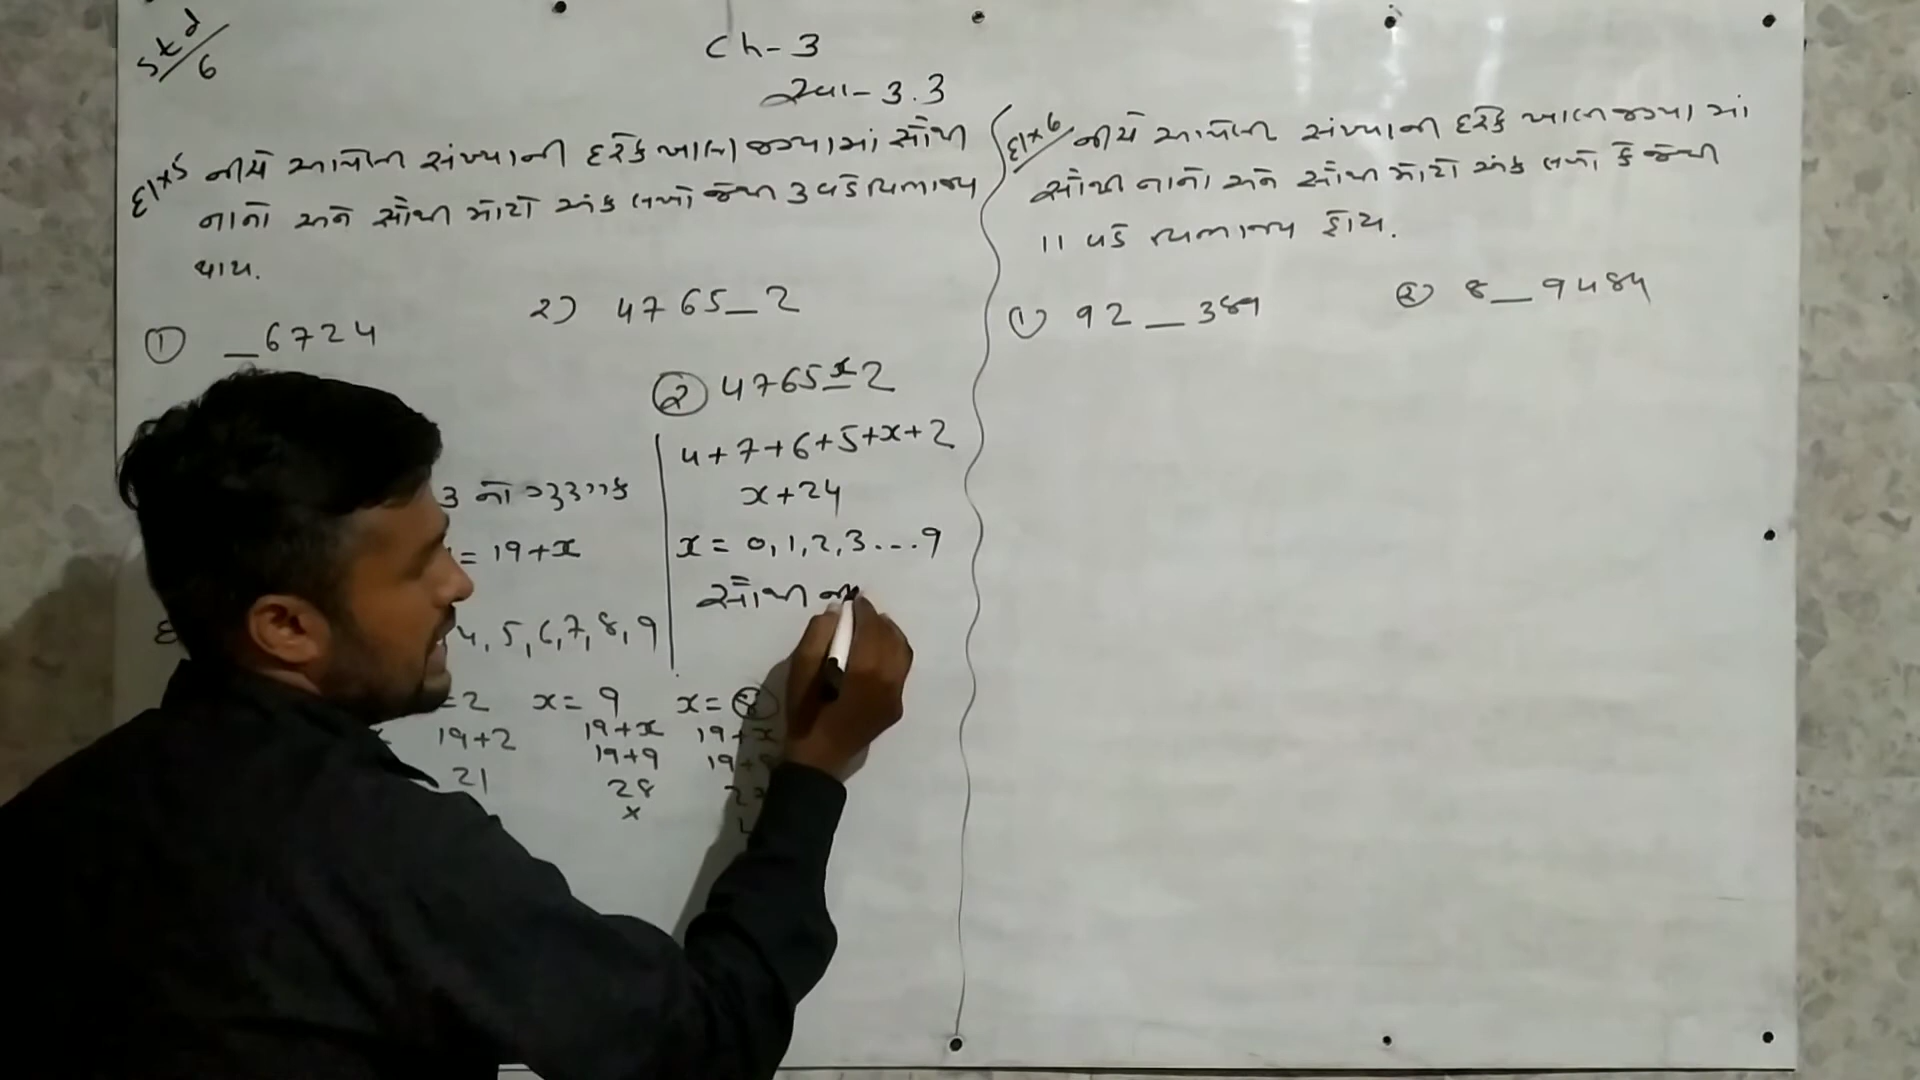 Std/6
Ch-3
સ્વા-3.3
દા×5 નીચે આપેલ સંખ્યાની દરેક ખાલી જગ્યામાં સૌથી
નાનો અને સૌથી મોટો અંક લખો જેથી 3 વડે વિભાજ્ય
થાય.
① _6724
૨) 4765_2
② 4765x2
4+7+6+5+x+2
x+24
x = 0,1,2,3...9
સૌથી ના
3 નો
= 19+x
4, 5, 6, 7, 8, 9
=2 x= 9 x= 8
19+2 19+x 19+x
21 19+9 19+
28
x
દા×6 નીચે આપેલ સંખ્યાની દરેક ખાલી જગ્યા માં
સૌથી નાનો અને સૌથી મોટો અંક લખો કે જેથી
11 વડે વિભાજ્ય હોય.
(1) 92_389
② 8_9484